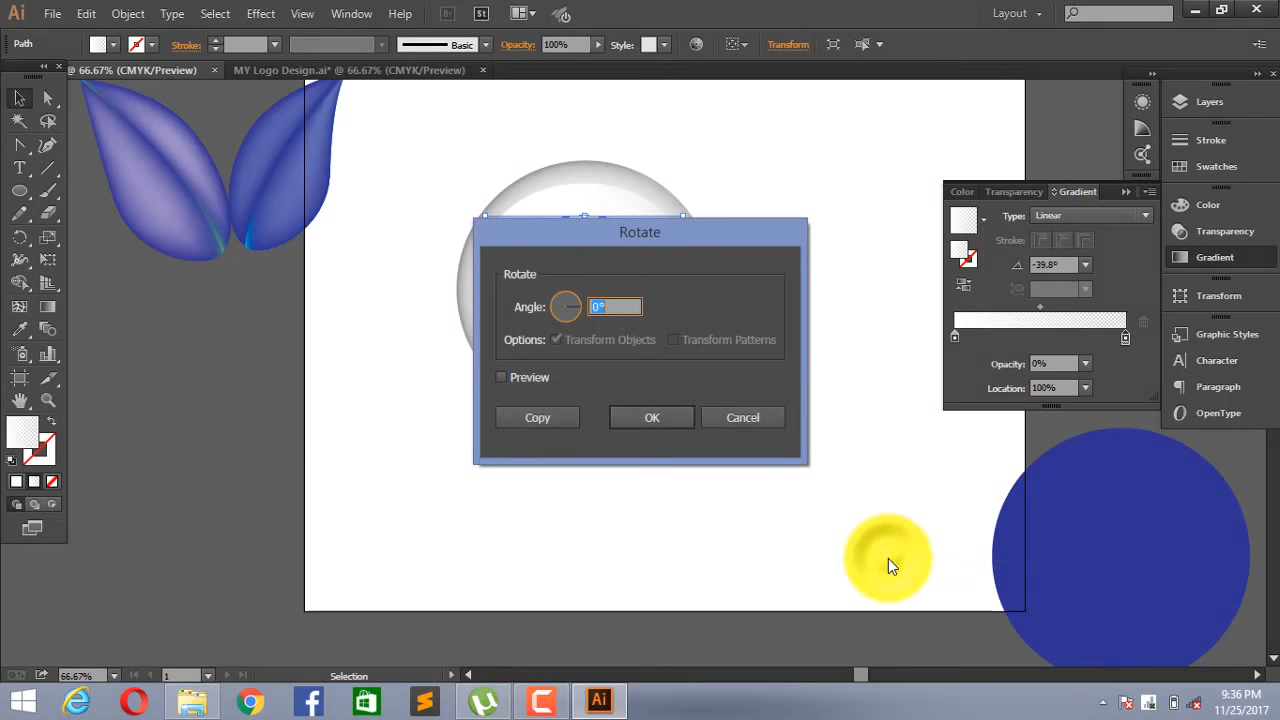 Ai File Edit Object Type Select Effect View Window Help Br St Layout
Path Stroke: Basic Opacity: 100% Style: Transform
@ 66.67% (CMYK/Preview) × MY Logo Design.ai* @ 66.67% (CMYK/Preview) ×
Layers
Stroke
Swatches
Color
Transparency
Gradient
Transform
Graphic Styles
Character
Paragraph
OpenType
Color Transparency Gradient
Type: Linear
Stroke:
-39.8°
Opacity: 0%
Location: 100%
Rotate
Rotate
Angle: 0°
Options: Transform Objects Transform Patterns
Preview
Copy OK Cancel
66.67% 1 Selection
Ai
9:36 PM
11/25/2017